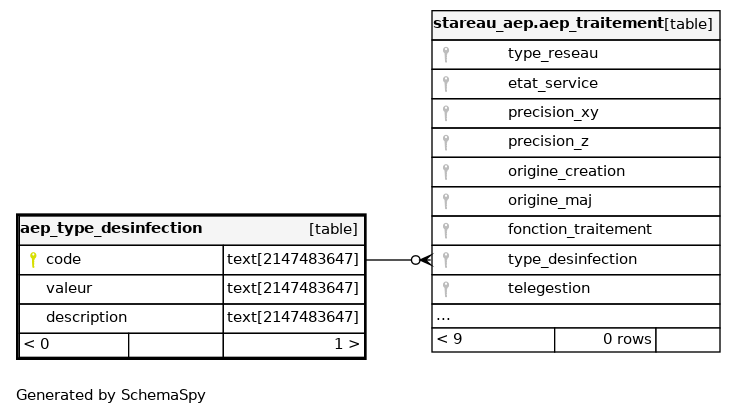 stareau_aep.aep_traitement[table]
type_reseau
etat_service
precision_xy
precision_z
origine_creation
origine_maj
fonction_traitement
type_desinfection
telegestion
...
< 9 0 rows
aep_type_desinfection [table]
code text[2147483647]
valeur text[2147483647]
description text[2147483647]
< 0 1 >
Generated by SchemaSpy